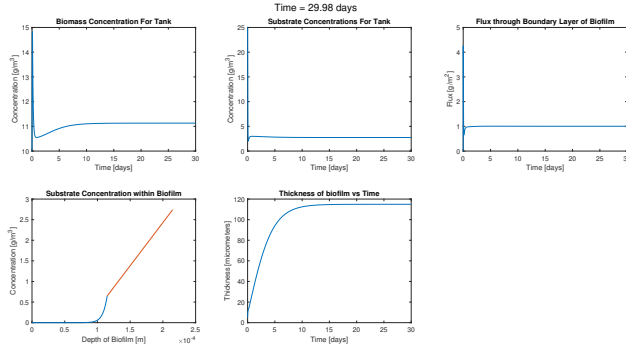 Time = 29.98 days
Biomass Concentration For Tank
Substrate Concentrations For Tank
Flux through Boundary Layer of Biofilm
Concentration [g/m³]
15
14
13
12
11
10
0 5 10 15 20 25 30
Time [days]
Concentration [g/m³]
25
20
15
10
5
0
0 5 10 15 20 25 30
Time [days]
Flux [g/m²]
5
4
3
2
1
0
0 5 10 15 20 25 30
Time [days]
Substrate Concentration within Biofilm
Thickness of biofilm vs Time
Concentration [g/m³]
3
2.5
2
1.5
1
0.5
0
0 0.5 1 1.5 2 2.5
Depth of Biofilm [m] ×10⁻⁴
Thickness [micrometers]
120
100
80
60
40
20
0
0 5 10 15 20 25 30
Time [days]